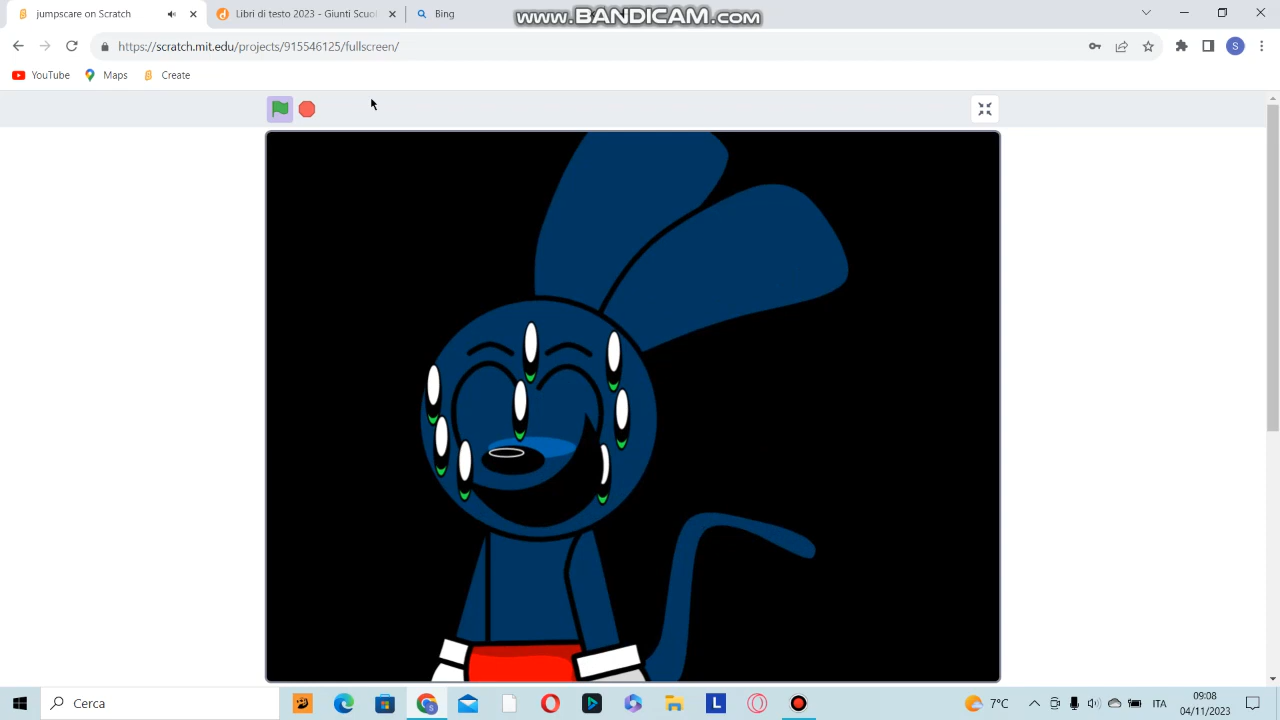 www.BANDICAM.com
jumpscare on Scratch
Libri di testo 2023 – Giunti Scuol
Bing
https://scratch.mit.edu/projects/915546125/fullscreen/
S
YouTube
Maps
Create
Cerca
L
7°C
ITA
09:08
04/11/2023